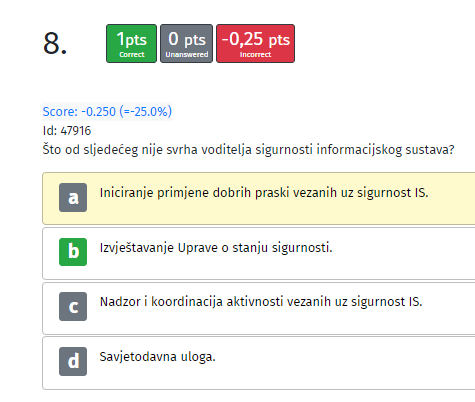 8.
1pts
Correct
0 pts
Unanswered
-0,25 pts
Incorrect
Score: -0.250 (=-25.0%)
Id: 47916
Što od sljedećeg nije svrha voditelja sigurnosti informacijskog sustava?
a Iniciranje primjene dobrih praski vezanih uz sigurnost IS.
b Izvještavanje Uprave o stanju sigurnosti.
c Nadzor i koordinacija aktivnosti vezanih uz sigurnost IS.
d Savjetodavna uloga.